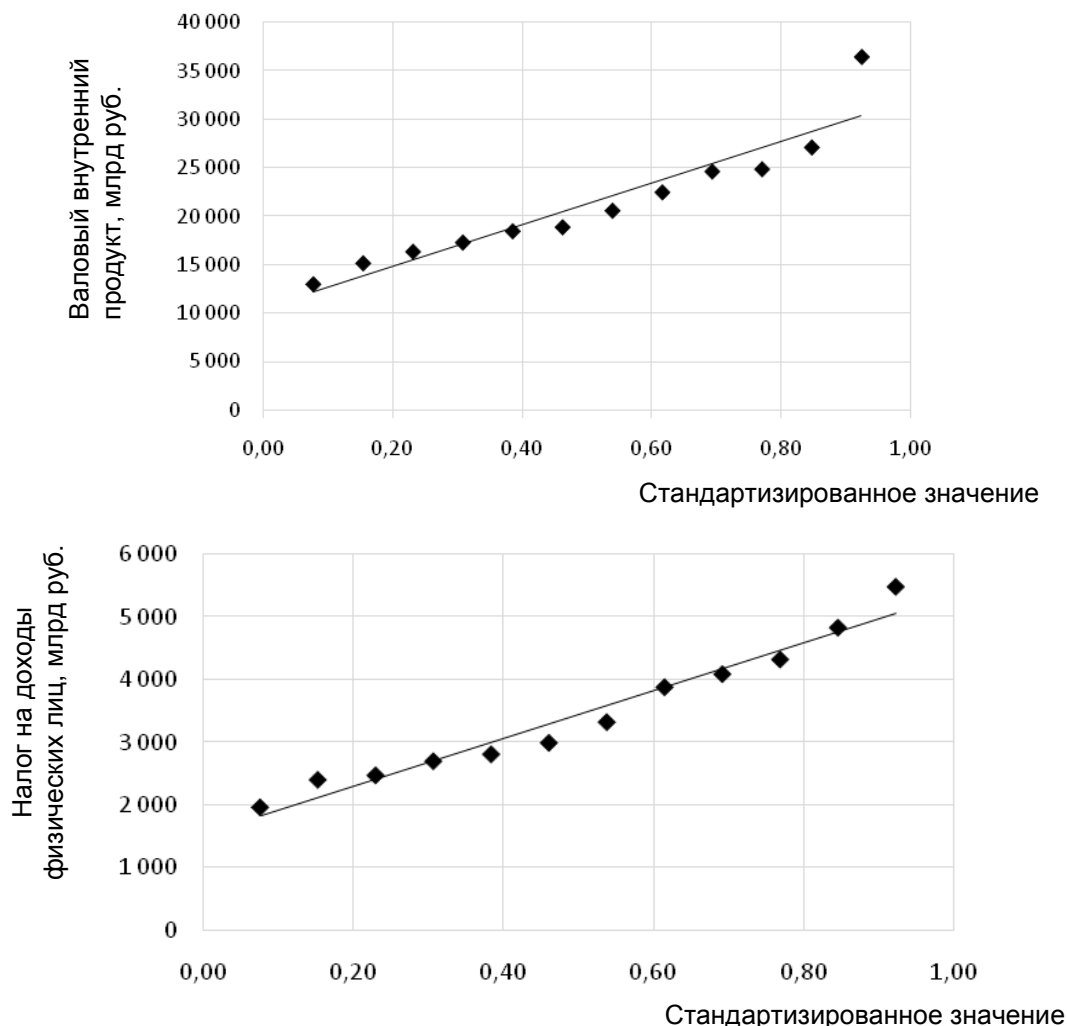 40 000
35 000
30 000
25 000
20 000
15 000
10 000
5 000
0
Валовый внутренний
продукт, млрд руб.
0,00 0,20 0,40 0,60 0,80 1,00
Стандартизированное значение
6 000
5 000
4 000
3 000
2 000
1 000
0
Налог на доходы
физических лиц, млрд руб.
0,00 0,20 0,40 0,60 0,80 1,00
Стандартизированное значение